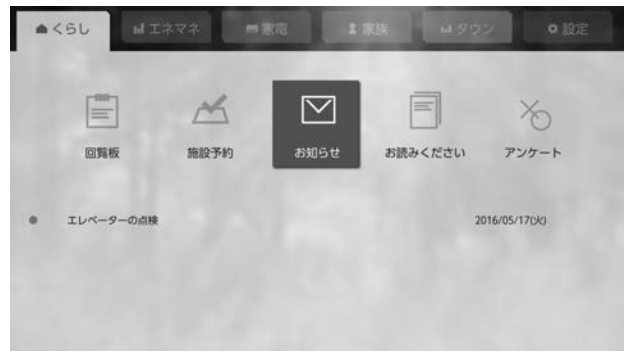 くらし エネマネ 家電 家族 タウン 設定
回覧板 施設予約 お知らせ お読みください アンケート
エレベーターの点検 2016/05/17(火)